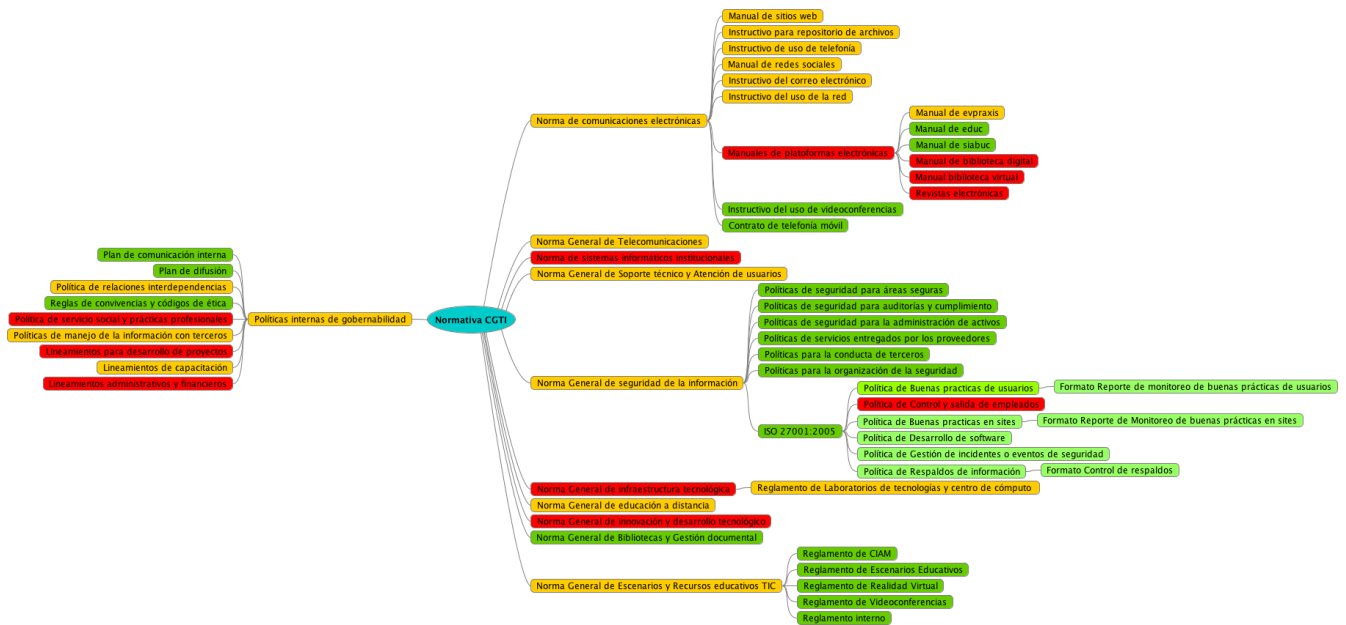 Manual de sitios web
Instructivo para repositorio de archivos
Instructivo de uso de telefonía
Manual de redes sociales
Instructivo del correo electrónico
Instructivo del uso de la red
Norma de comunicaciones electrónicas
Manuales de platoformas electrónicas
Manual de evpraxis
Manual de educ
Manual de siabuc
Manual de biblioteca digital
Manual biblioteca virtual
Revistas electrónicas
Instructivo del uso de videoconferencias
Contrato de telefonía móvil
Norma General de Telecomunicaciones
Norma de sistemas informáticos institucionales
Norma General de Soporte técnico y Atención de usuarios
Plan de comunicación interna
Plan de difusión
Política de relaciones interdependencias
Reglas de convivencias y códigos de ética
Política de servicio social y prácticas profesionales
Políticas de manejo de la información con terceros
Lineamientos para desarrollo de proyectos
Lineamientos de capacitación
Lineamientos administrativos y financieros
Políticas internas de gobernabilidad
Normativa CGTI
Norma General de seguridad de la información
Políticas de seguridad para áreas seguras
Políticas de seguridad para auditorías y cumplimiento
Políticas de seguridad para la administración de activos
Políticas de servicios entregados por los proveedores
Políticas para la conducta de terceros
Políticas para la organización de la seguridad
ISO 27001:2005
Política de Buenas practicas de usuarios
Formato Reporte de monitoreo de buenas prácticas de usuarios
Política de Control y salida de empleados
Política de Buenas practicas en sites
Formato Reporte de Monitoreo de buenas prácticas en sites
Política de Desarrollo de software
Política de Gestión de incidentes o eventos de seguridad
Política de Respaldos de información
Formato Control de respaldos
Norma General de infraestructura tecnológica
Reglamento de Laboratorios de tecnologías y centro de cómputo
Norma General de educación a distancia
Norma General de innovación y desarrollo tecnológico
Norma General de Bibliotecas y Gestión documental
Norma General de Escenarios y Recursos educativos TIC
Reglamento de CIAM
Reglamento de Escenarios Educativos
Reglamento de Realidad Virtual
Reglamento de Videoconferencias
Reglamento interno